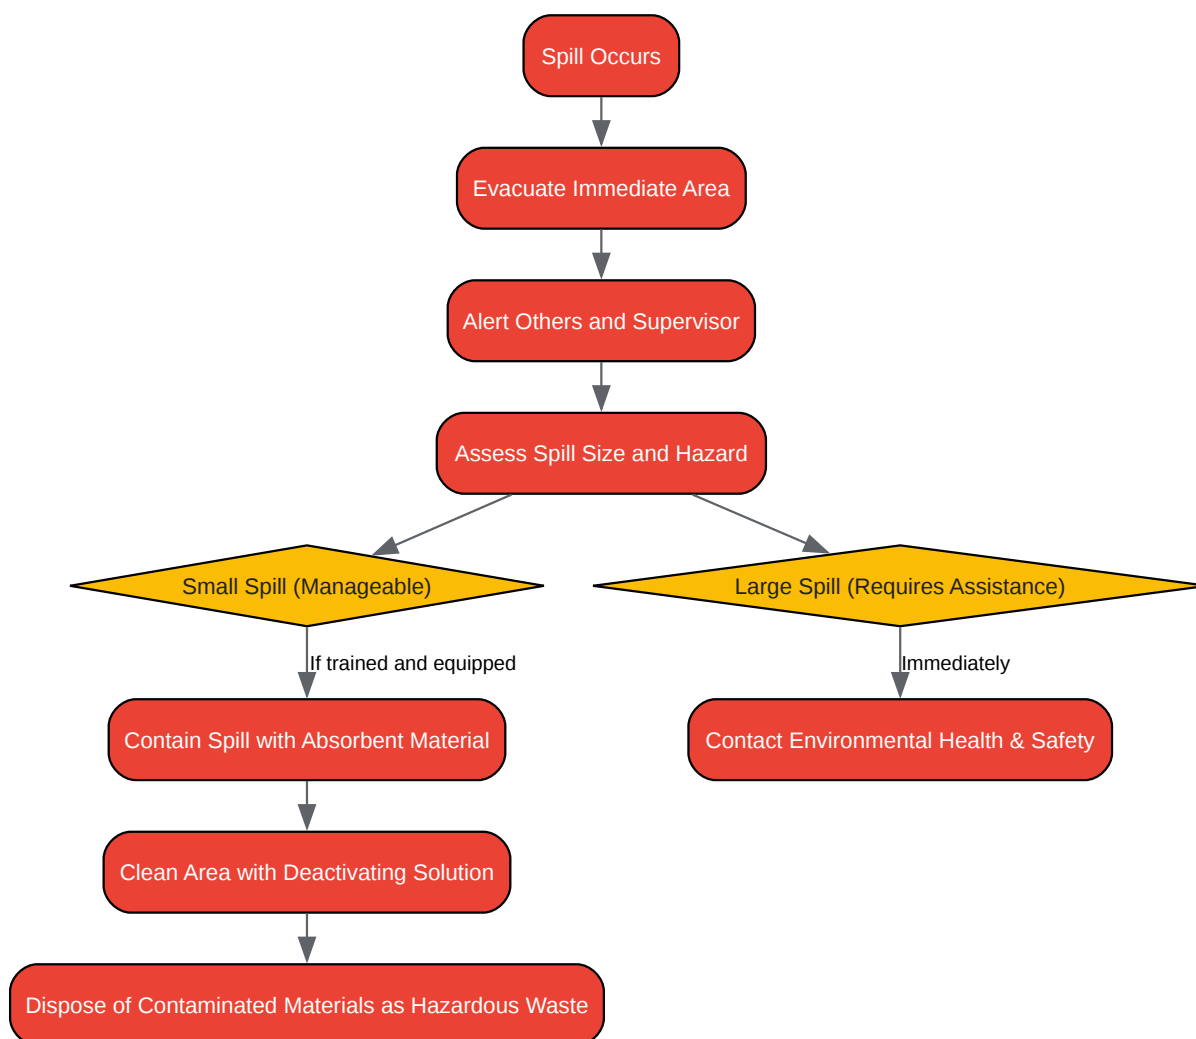 Spill Occurs
Evacuate Immediate Area
Alert Others and Supervisor
Assess Spill Size and Hazard
Small Spill (Manageable)
Large Spill (Requires Assistance)
If trained and equipped
Immediately
Contain Spill with Absorbent Material
Contact Environmental Health & Safety
Clean Area with Deactivating Solution
Dispose of Contaminated Materials as Hazardous Waste